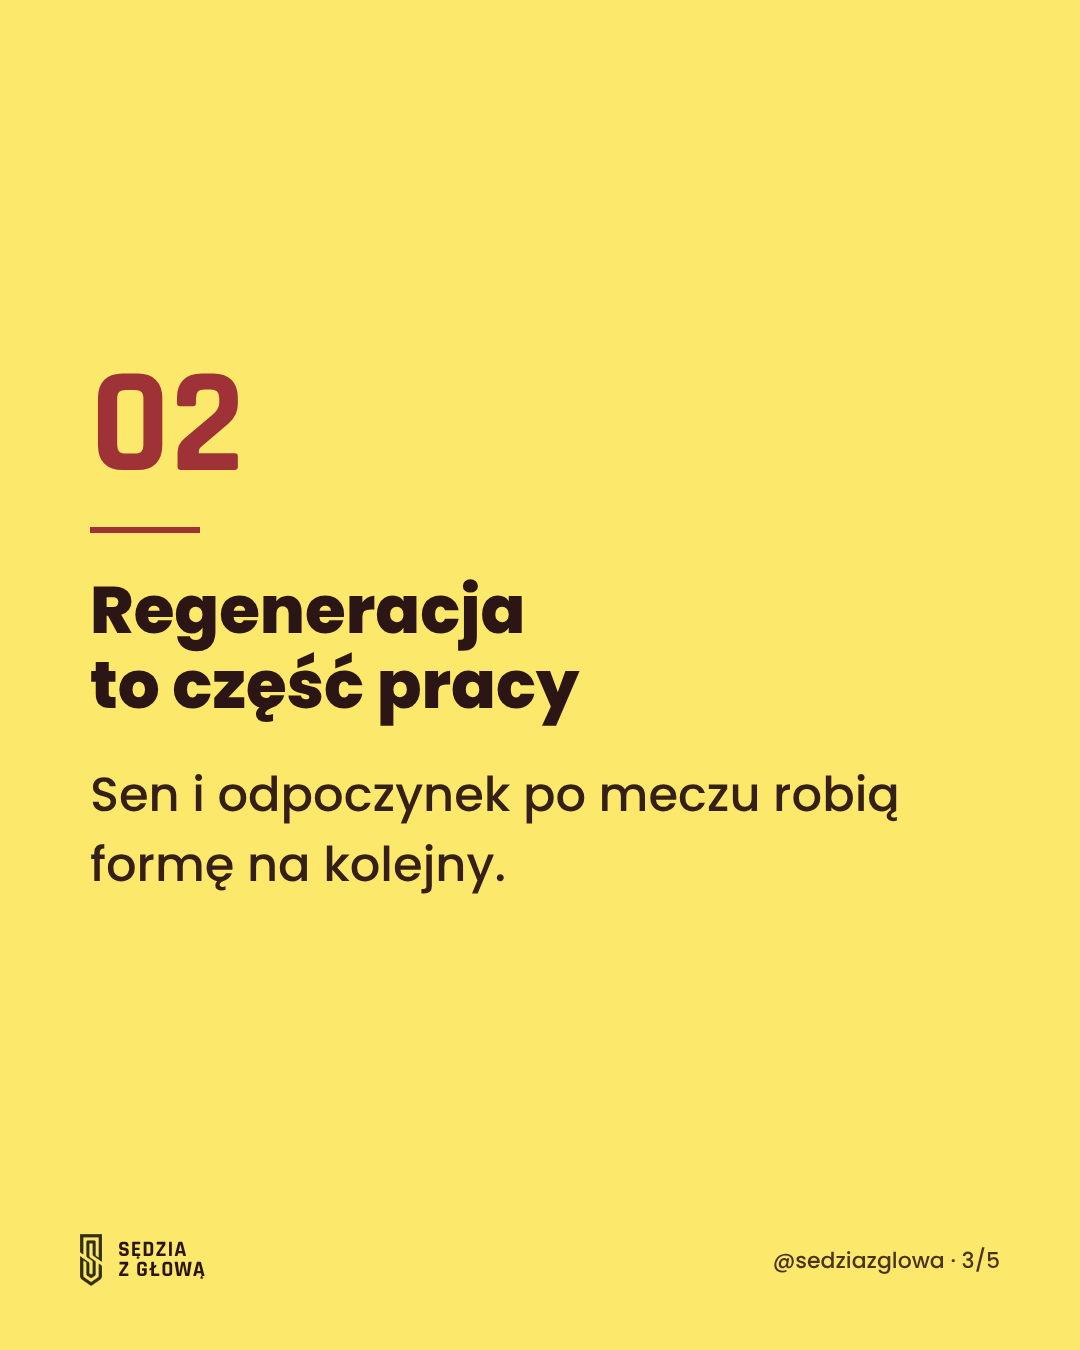 02
Regeneracja
to część pracy
Sen i odpoczynek po meczu robią
formę na kolejny.
SĘDZIA
Z GŁOWĄ
@sedziazglowa · 3/5